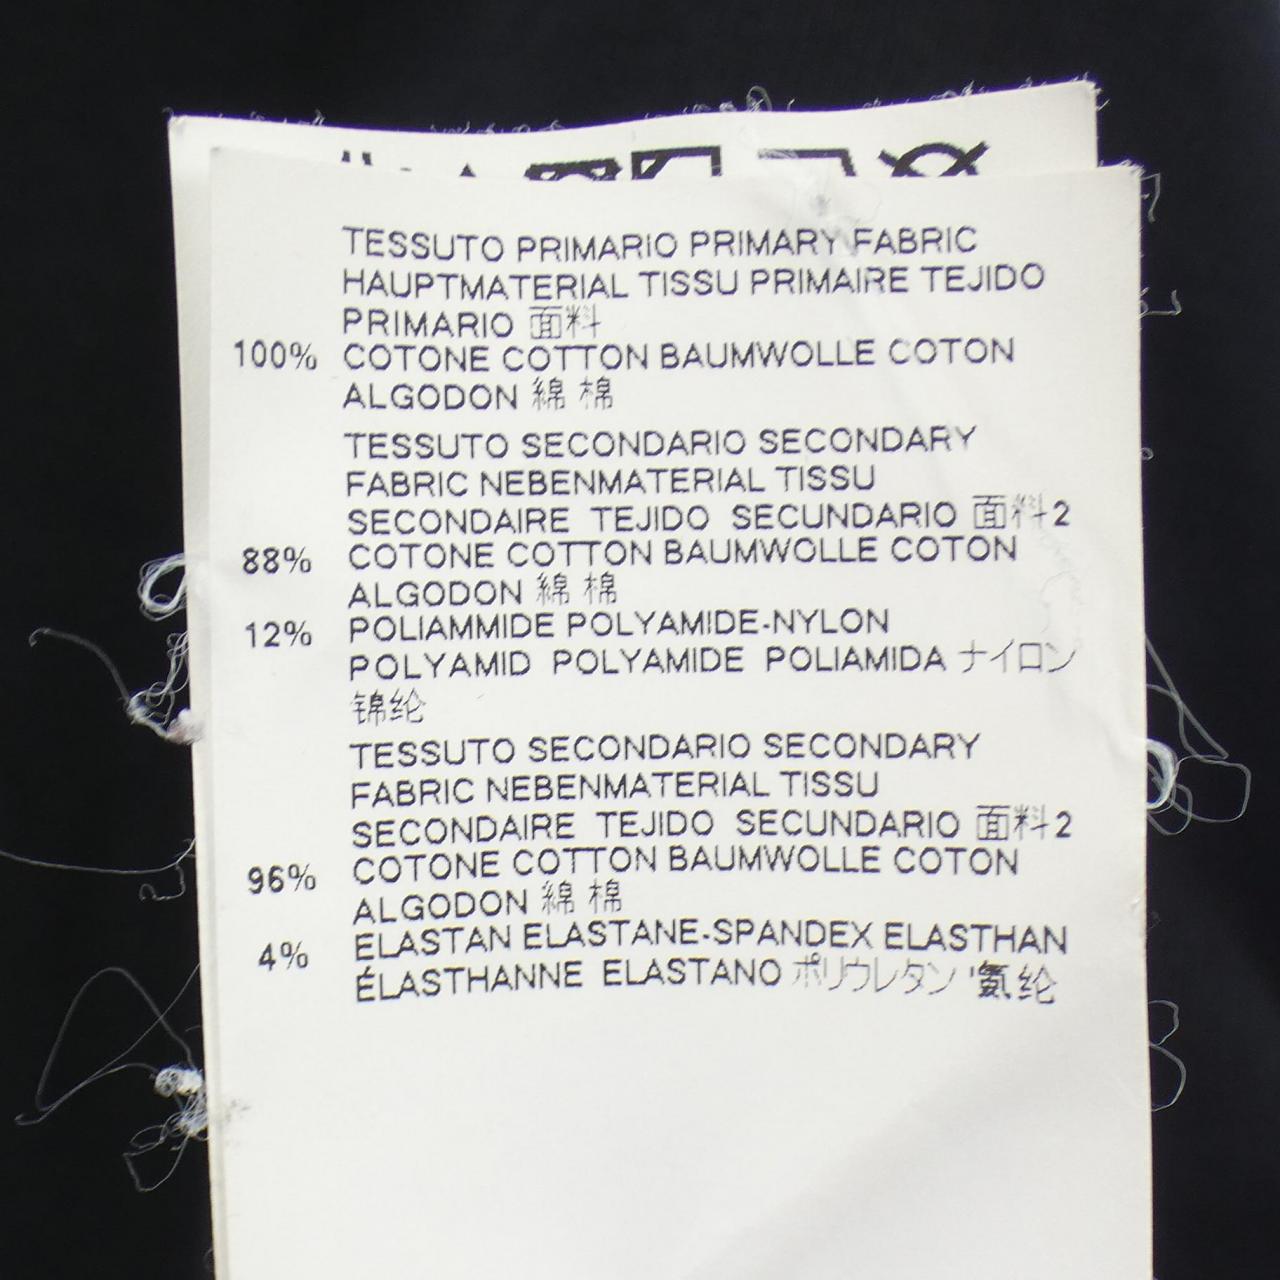 TESSUTO PRIMARIO PRIMARY FABRIC
HAUPTMATERIAL TISSU PRIMAIRE TEJIDO
PRIMARIO 面料
100% COTONE COTTON BAUMWOLLE COTON
ALGODON 綿 棉
TESSUTO SECONDARIO SECONDARY
FABRIC NEBENMATERIAL TISSU
SECONDAIRE TEJIDO SECUNDARIO 面料2
88% COTONE COTTON BAUMWOLLE COTON
ALGODON 綿 棉
12% POLIAMMIDE POLYAMIDE-NYLON
POLYAMID POLYAMIDE POLIAMIDA ナイロン
锦纶
TESSUTO SECONDARIO SECONDARY
FABRIC NEBENMATERIAL TISSU
SECONDAIRE TEJIDO SECUNDARIO 面料2
96% COTONE COTTON BAUMWOLLE COTON
ALGODON 綿 棉
4% ELASTAN ELASTANE-SPANDEX ELASTHAN
ÉLASTHANNE ELASTANO ポリウレタン 氨纶